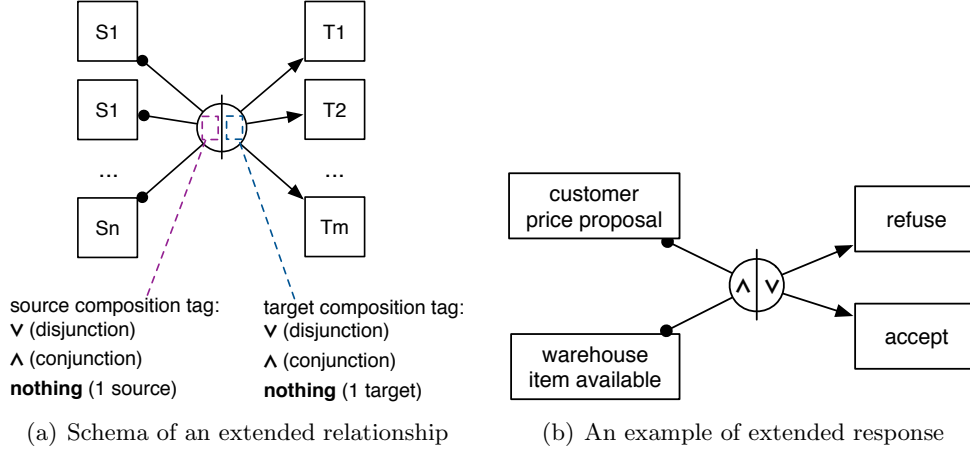 S1
T1
S1
T2
...
...
Sn
Tm
source composition tag:
∨ (disjunction)
∧ (conjunction)
nothing (1 source)
target composition tag:
∨ (disjunction)
∧ (conjunction)
nothing (1 target)
(a) Schema of an extended relationship
customer
price proposal
refuse
∧ ∨
warehouse
item available
accept
(b) An example of extended response